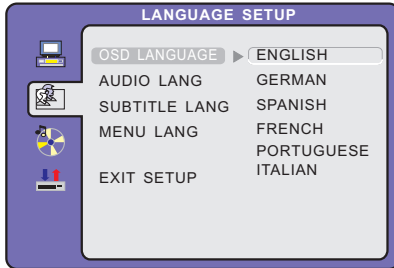 LANGUAGE SETUP
OSD LANGUAGE ENGLISH
AUDIO LANG GERMAN
SUBTITLE LANG SPANISH
MENU LANG FRENCH
PORTUGUESE
EXIT SETUP ITALIAN